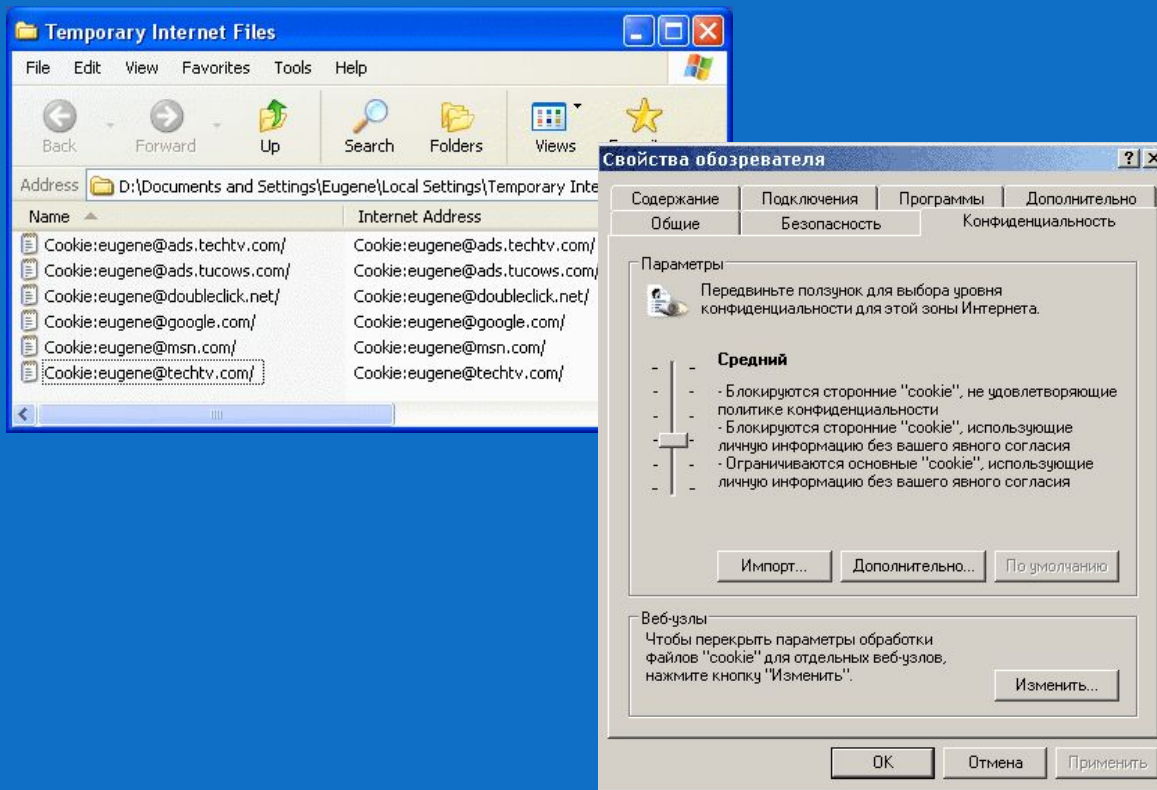 Temporary Internet Files
File Edit View Favorites Tools Help
Back Forward Up Search Folders Views
Address D:\Documents and Settings\Eugene\Local Settings\Temporary Inte
Name Internet Address
Cookie:eugene@ads.techtv.com/ Cookie:eugene@ads.techtv.com/
Cookie:eugene@ads.tucows.com/ Cookie:eugene@ads.tucows.com/
Cookie:eugene@doubleclick.net/ Cookie:eugene@doubleclick.net/
Cookie:eugene@google.com/ Cookie:eugene@google.com/
Cookie:eugene@msn.com/ Cookie:eugene@msn.com/
Cookie:eugene@techtv.com/ Cookie:eugene@techtv.com/
Свойства обозревателя
Содержание Подключения Программы Дополнительно
Общие Безопасность Конфиденциальность
Параметры
Передвиньте ползунок для выбора уровня
конфиденциальности для этой зоны Интернета.
Средний
- Блокируются сторонние "cookie", не удовлетворяющие
политике конфиденциальности
- Блокируются сторонние "cookie", использующие
личную информацию без вашего явного согласия
- Ограничиваются основные "cookie", использующие
личную информацию без вашего явного согласия
Импорт... Дополнительно... По умолчанию
Веб-узлы
Чтобы перекрыть параметры обработки
файлов "cookie" для отдельных веб-узлов,
нажмите кнопку "Изменить".
Изменить...
OK Отмена Применить